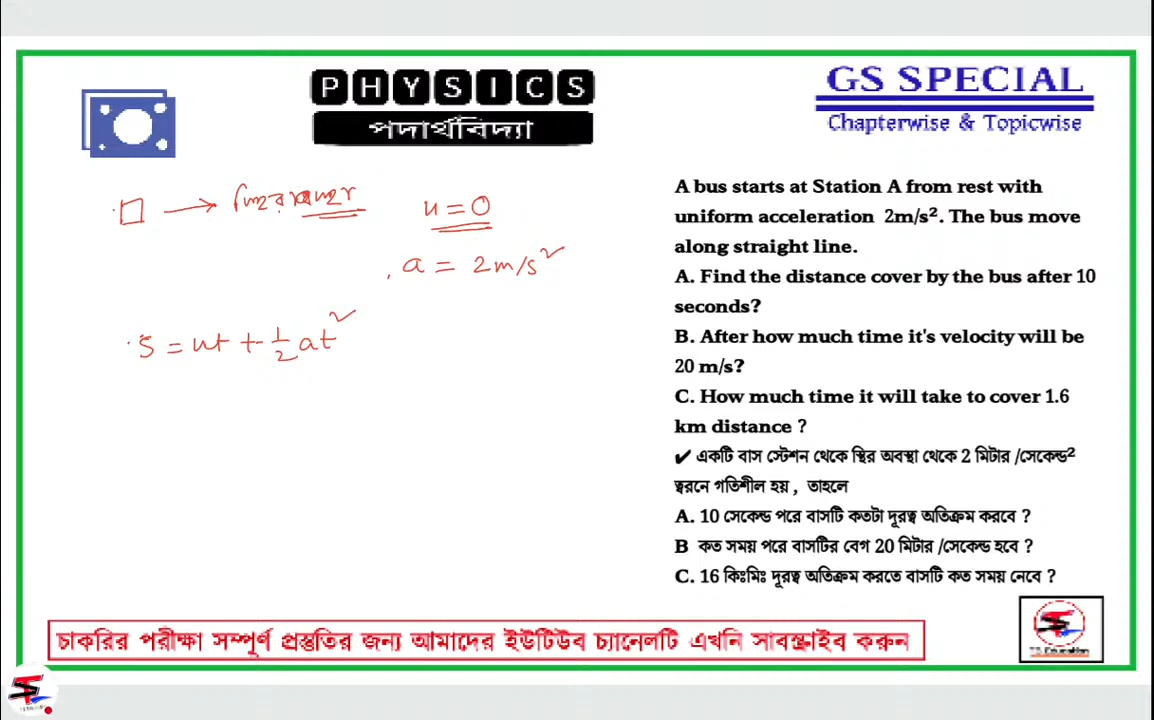 PHYSICS
পদার্থবিদ্যা
GS SPECIAL
Chapterwise & Topicwise
u = 0
a = 2m/s²
S = ut + 1/2 at²
A bus starts at Station A from rest with
uniform acceleration 2m/s². The bus move
along straight line.
A. Find the distance cover by the bus after 10
seconds?
B. After how much time it's velocity will be
20 m/s?
C. How much time it will take to cover 1.6
km distance ?
✔ একটি বাস স্টেশন থেকে স্থির অবস্থা থেকে 2 মিটার /সেকেন্ড²
ত্বরনে গতিশীল হয় , তাহলে
A. 10 সেকেন্ড পরে বাসটি কতটা দূরত্ব অতিক্রম করবে ?
B কত সময় পরে বাসটির বেগ 20 মিটার /সেকেন্ড হবে ?
C. 16 কিঃমিঃ দূরত্ব অতিক্রম করতে বাসটি কত সময় নেবে ?
চাকরির পরীক্ষা সম্পূর্ণ প্রস্তুতির জন্য আমাদের ইউটিউব চ্যানেলটি এখনি সাবস্ক্রাইব করুন